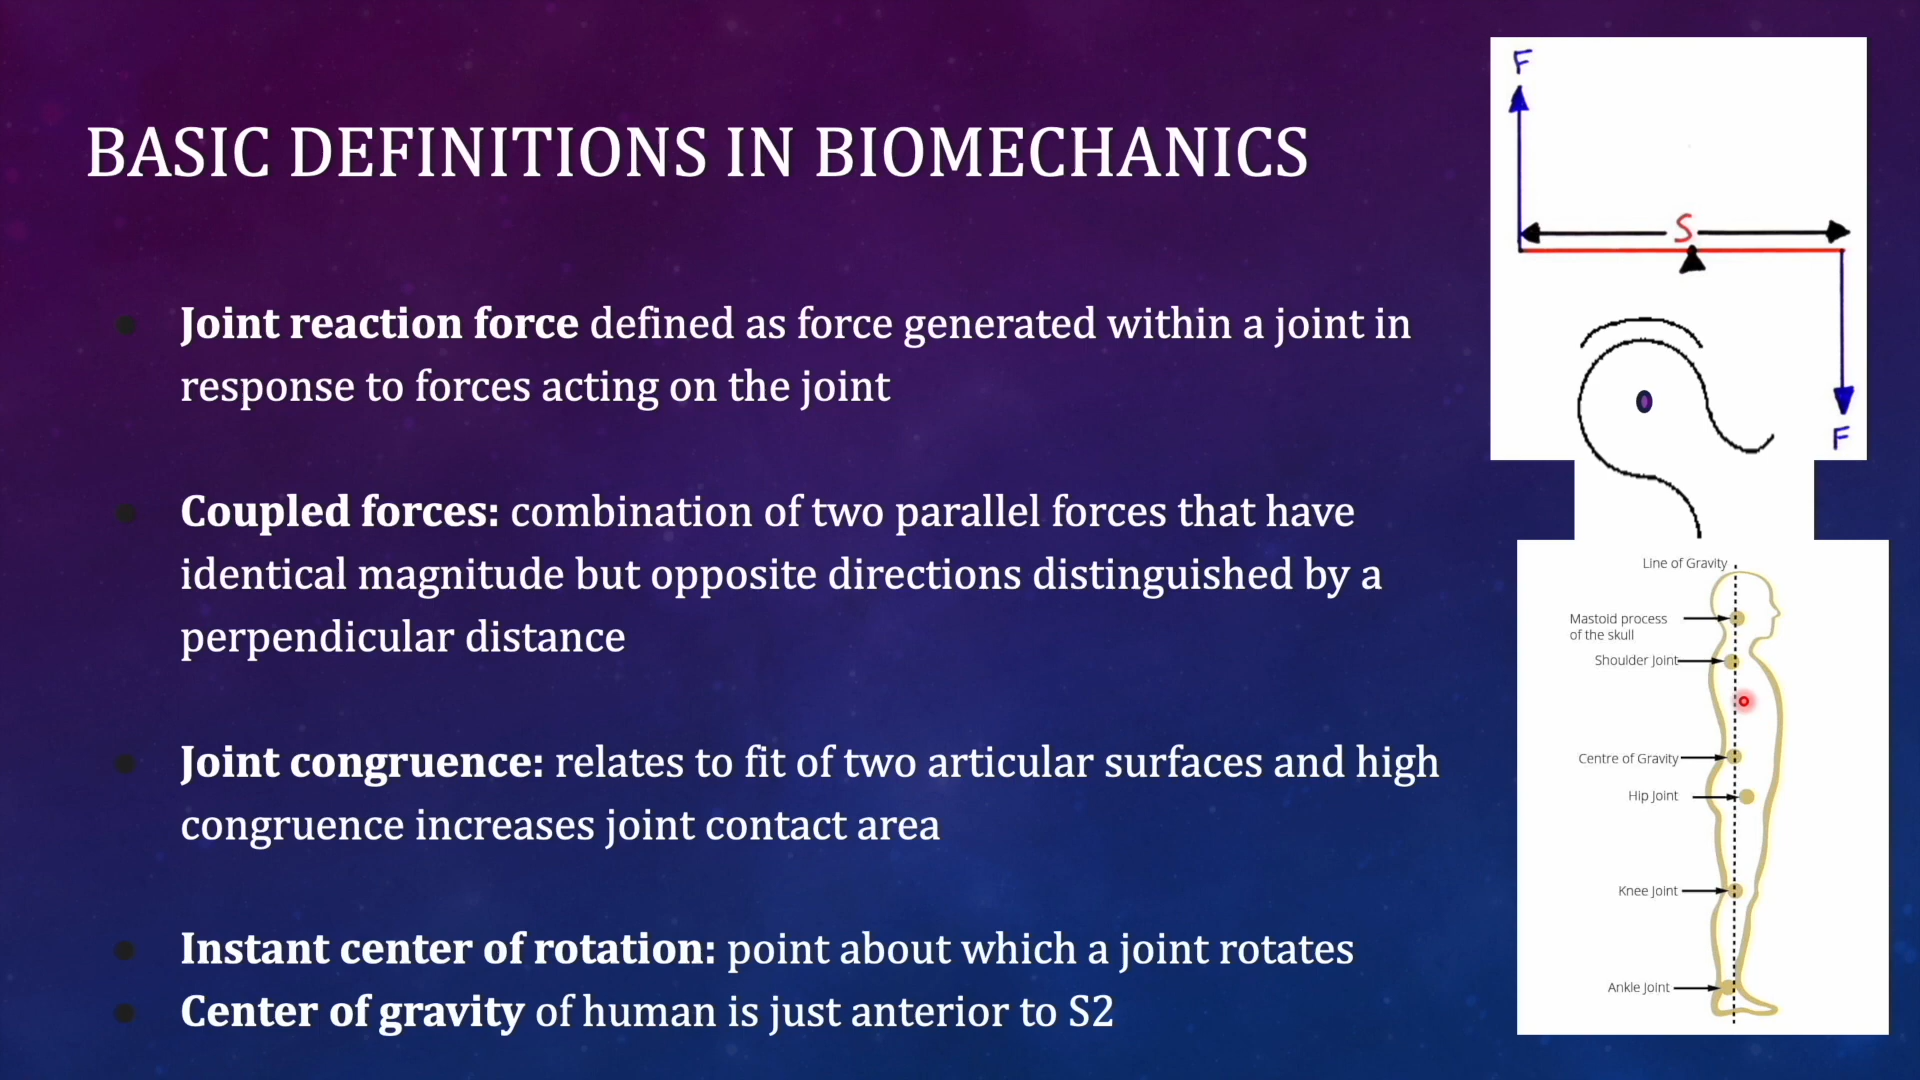 BASIC DEFINITIONS IN BIOMECHANICS
Joint reaction force defined as force generated within a joint in
response to forces acting on the joint
Coupled forces: combination of two parallel forces that have
identical magnitude but opposite directions distinguished by a
perpendicular distance
Joint congruence: relates to fit of two articular surfaces and high
congruence increases joint contact area
Instant center of rotation: point about which a joint rotates
Center of gravity of human is just anterior to S2
F
S
F
Line of Gravity
Mastoid process
of the skull
Shoulder Joint
Centre of Gravity
Hip Joint
Knee Joint
Ankle Joint